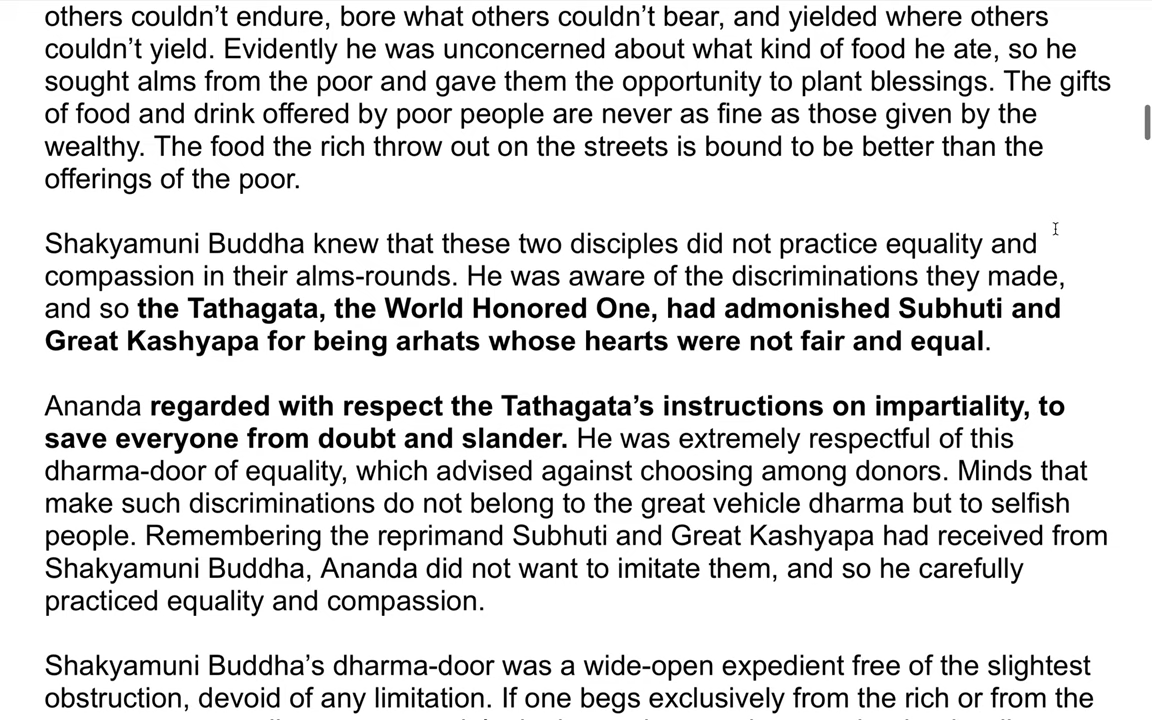 others couldn’t endure, bore what others couldn’t bear, and yielded where others
couldn’t yield. Evidently he was unconcerned about what kind of food he ate, so he
sought alms from the poor and gave them the opportunity to plant blessings. The gifts
of food and drink offered by poor people are never as fine as those given by the
wealthy. The food the rich throw out on the streets is bound to be better than the
offerings of the poor.
Shakyamuni Buddha knew that these two disciples did not practice equality and
compassion in their alms-rounds. He was aware of the discriminations they made,
and so the Tathagata, the World Honored One, had admonished Subhuti and
Great Kashyapa for being arhats whose hearts were not fair and equal.
Ananda regarded with respect the Tathagata’s instructions on impartiality, to
save everyone from doubt and slander. He was extremely respectful of this
dharma-door of equality, which advised against choosing among donors. Minds that
make such discriminations do not belong to the great vehicle dharma but to selfish
people. Remembering the reprimand Subhuti and Great Kashyapa had received from
Shakyamuni Buddha, Ananda did not want to imitate them, and so he carefully
practiced equality and compassion.
Shakyamuni Buddha’s dharma-door was a wide-open expedient free of the slightest
obstruction, devoid of any limitation. If one begs exclusively from the rich or from the